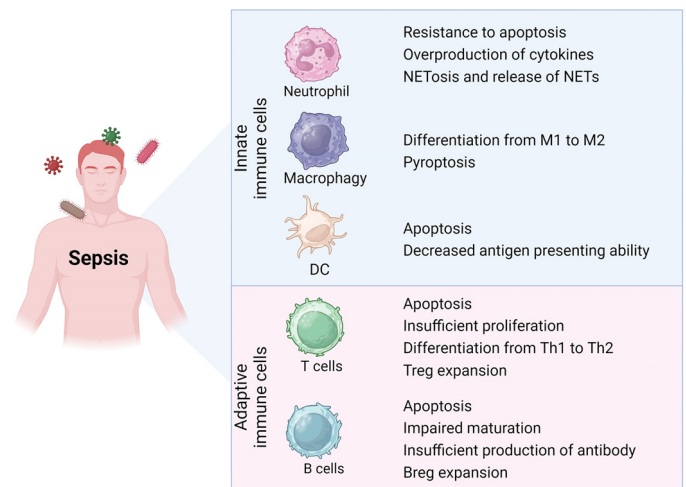 Sepsis
Innate
immune cells
Neutrophil
Resistance to apoptosis
Overproduction of cytokines
NETosis and release of NETs
Macrophagy
Differentiation from M1 to M2
Pyroptosis
DC
Apoptosis
Decreased antigen presenting ability
Adaptive
immune cells
T cells
Apoptosis
Insufficient proliferation
Differentiation from Th1 to Th2
Treg expansion
B cells
Apoptosis
Impaired maturation
Insufficient production of antibody
Breg expansion